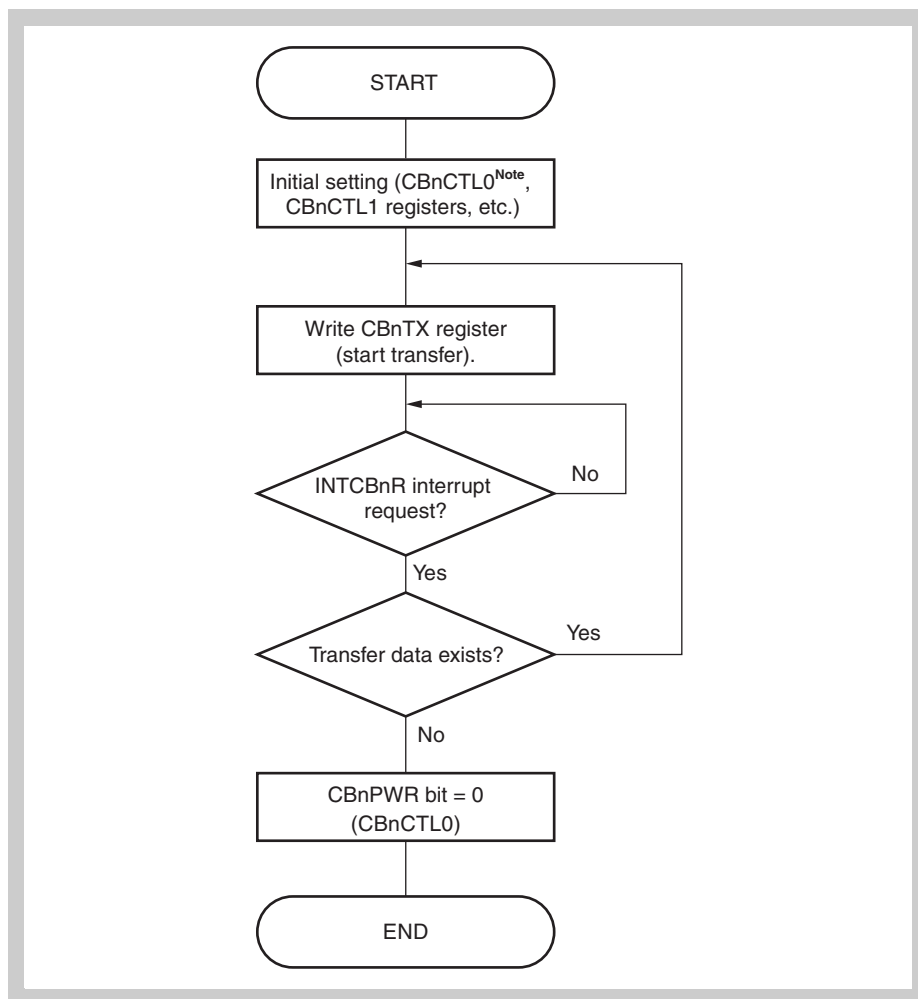 START
Initial setting (CBnCTL0Note,
CBnCTL1 registers, etc.)
Write CBnTX register
(start transfer).
INTCBnR interrupt
request?
No
Yes
Transfer data exists?
Yes
No
CBnPWR bit = 0
(CBnCTL0)
END